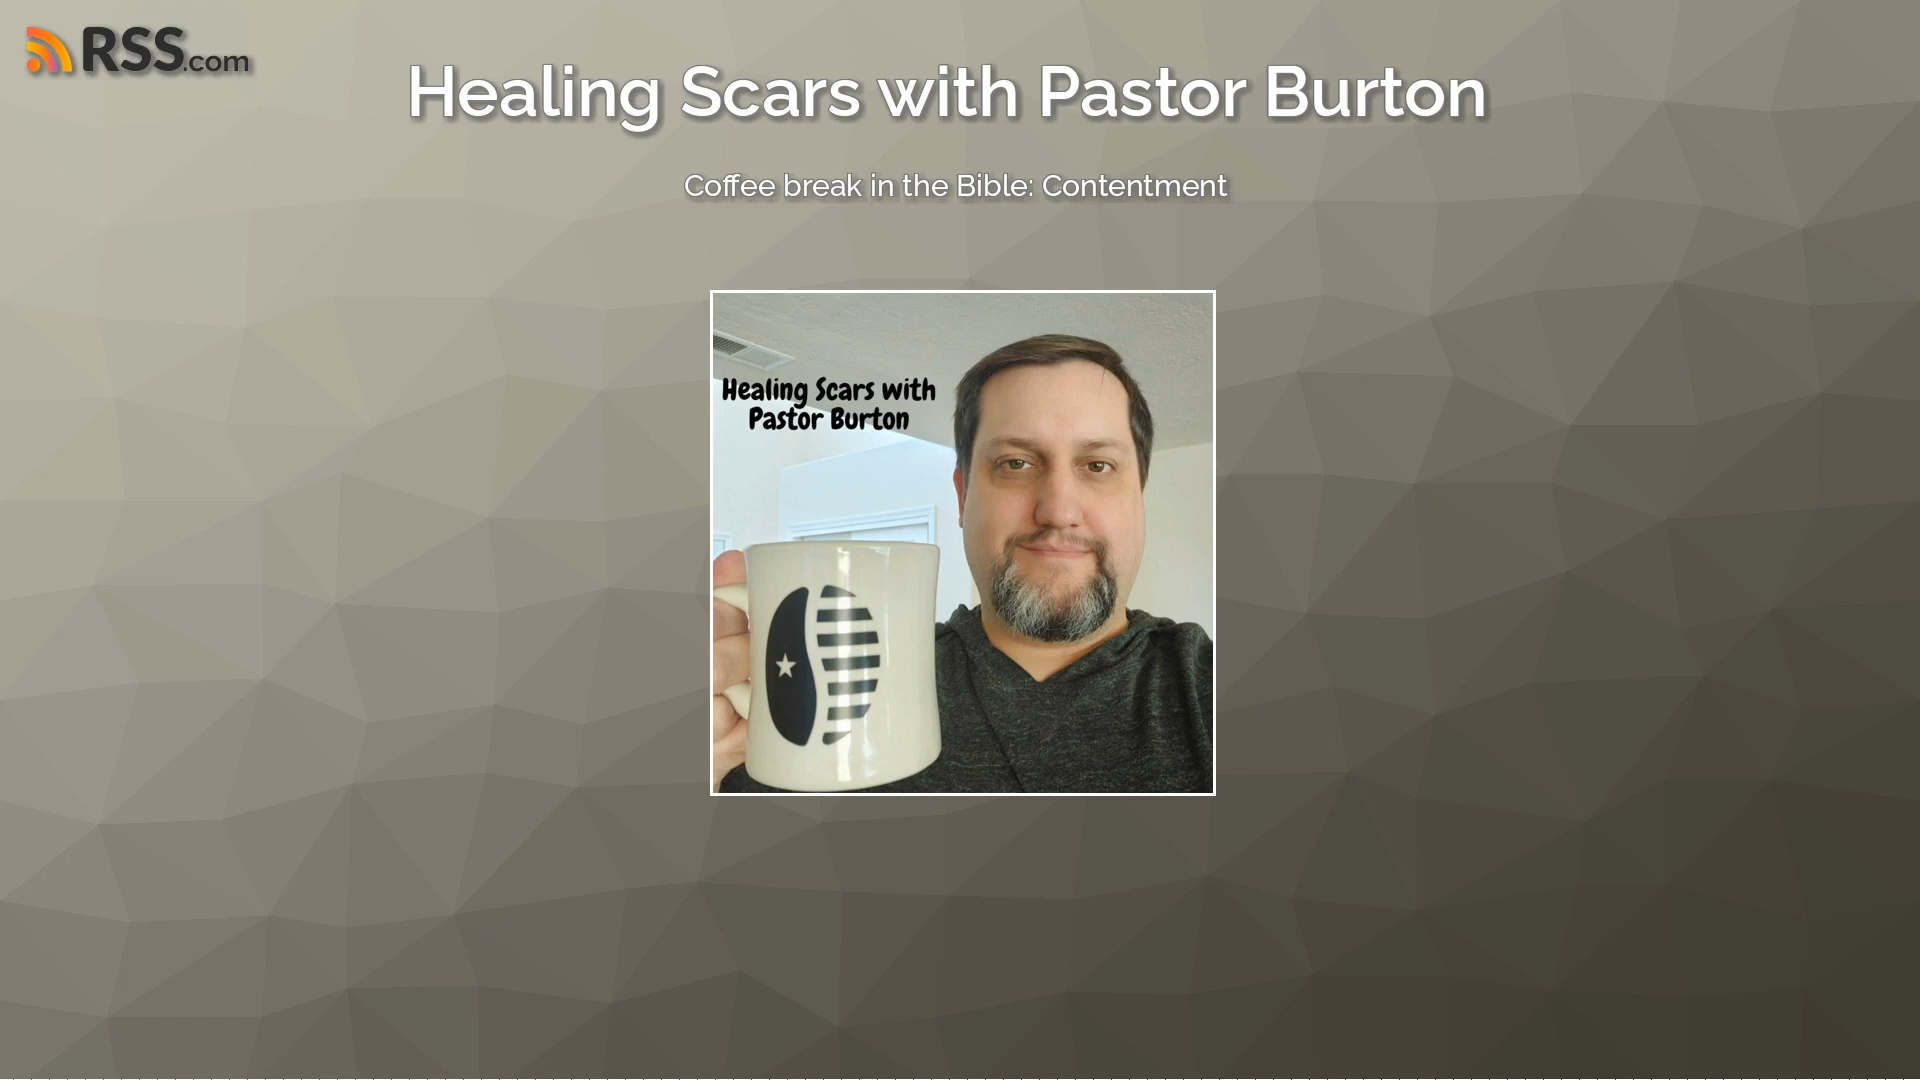 RSS.com
Healing Scars with Pastor Burton
Coffee break in the Bible: Contentment
Healing Scars with
Pastor Burton